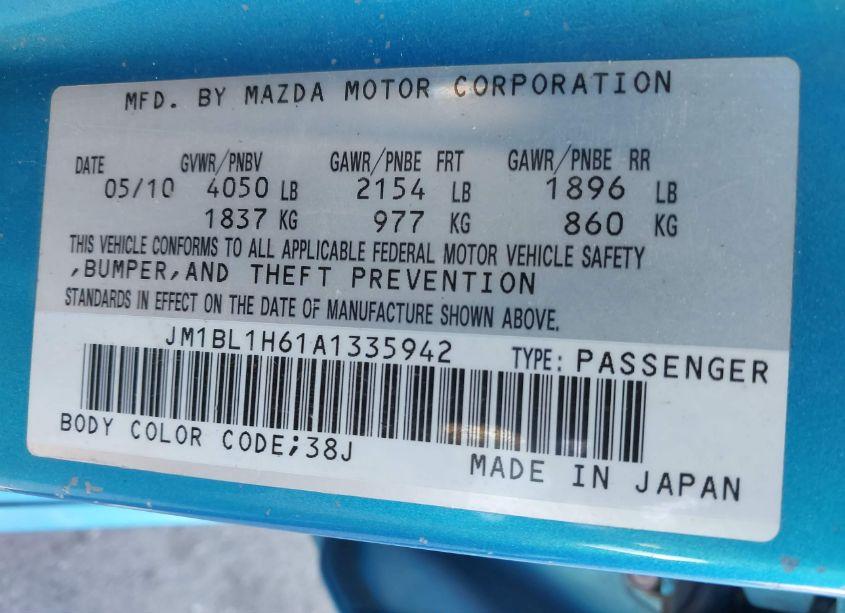 MFD. BY MAZDA MOTOR CORPORATION
DATE GVWR/PNBV GAWR/PNBE FRT GAWR/PNBE RR
05/10 4050 LB 2154 LB 1896 LB
1837 KG 977 KG 860 KG
THIS VEHICLE CONFORMS TO ALL APPLICABLE FEDERAL MOTOR VEHICLE SAFETY
,BUMPER,AND THEFT PREVENTION
STANDARDS IN EFFECT ON THE DATE OF MANUFACTURE SHOWN ABOVE.
JM1BL1H61A1335942 TYPE: PASSENGER
BODY COLOR CODE;38J
MADE IN JAPAN